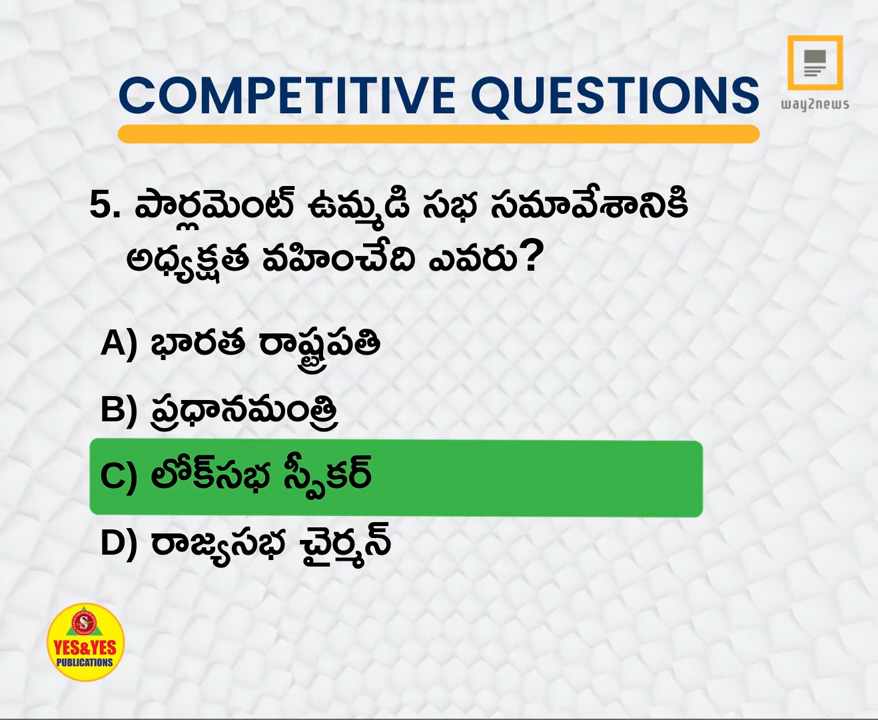 COMPETITIVE QUESTIONS
way2news
5. పార్లమెంట్ ఉమ్మడి సభ సమావేశానికి
అధ్యక్షత వహించేది ఎవరు?
A) భారత రాష్ట్రపతి
B) ప్రధానమంత్రి
C) లోక్‌సభ స్పీకర్
D) రాజ్యసభ చైర్మన్
S
YES&YES
PUBLICATIONS